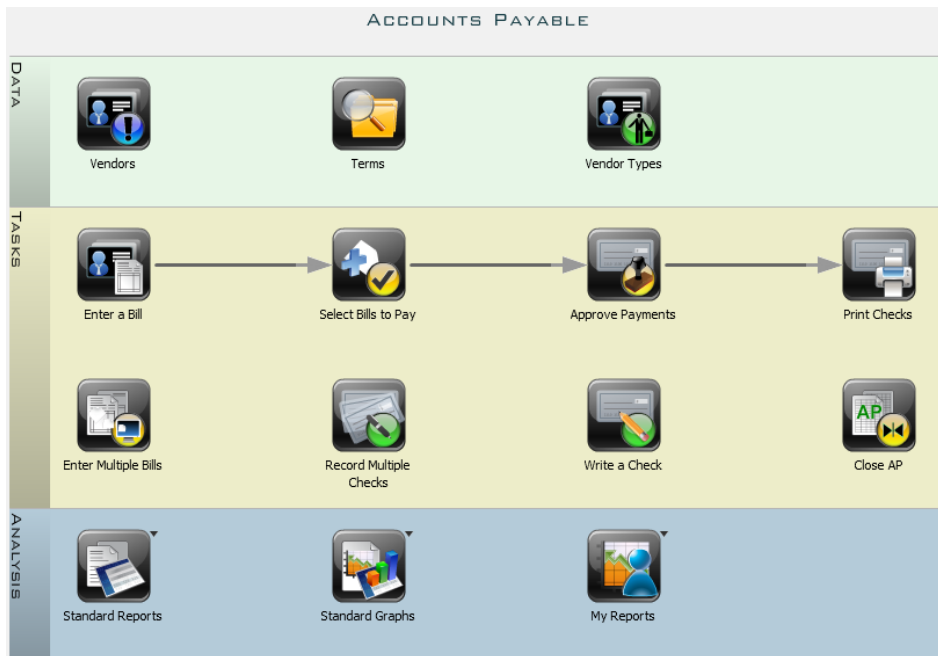 ACCOUNTS PAYABLE
DATA
Vendors
Terms
Vendor Types
TASKS
Enter a Bill
Select Bills to Pay
Approve Payments
Print Checks
Enter Multiple Bills
Record Multiple
Checks
Write a Check
AP
Close AP
ANALYSIS
Standard Reports
Standard Graphs
My Reports